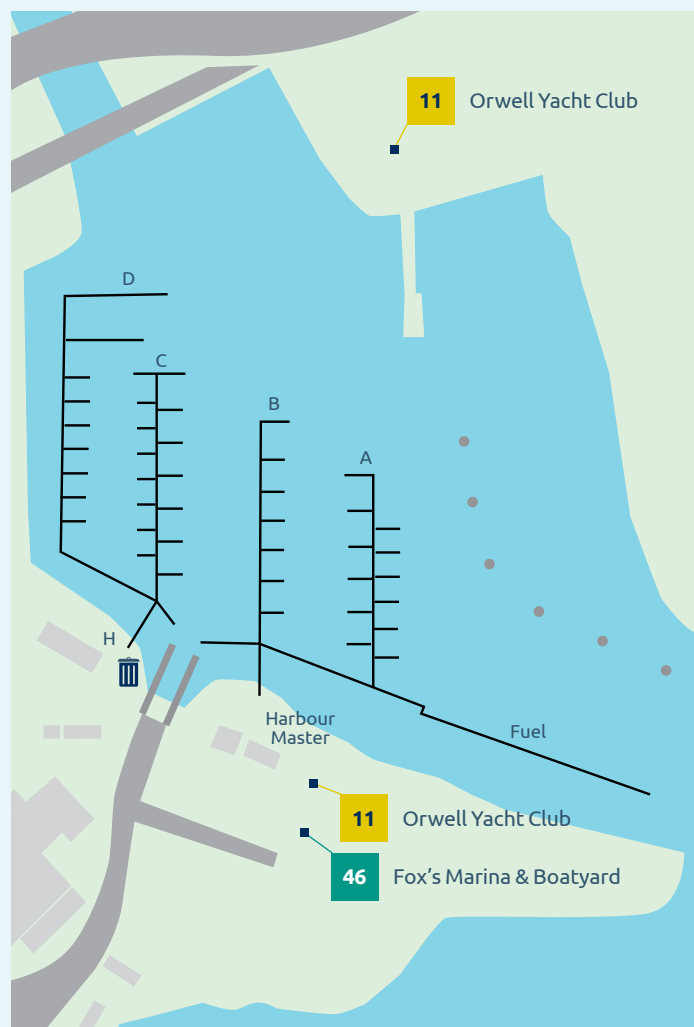 11 Orwell Yacht Club
D
C
B
A
H
Harbour
Master
Fuel
11 Orwell Yacht Club
46 Fox's Marina & Boatyard